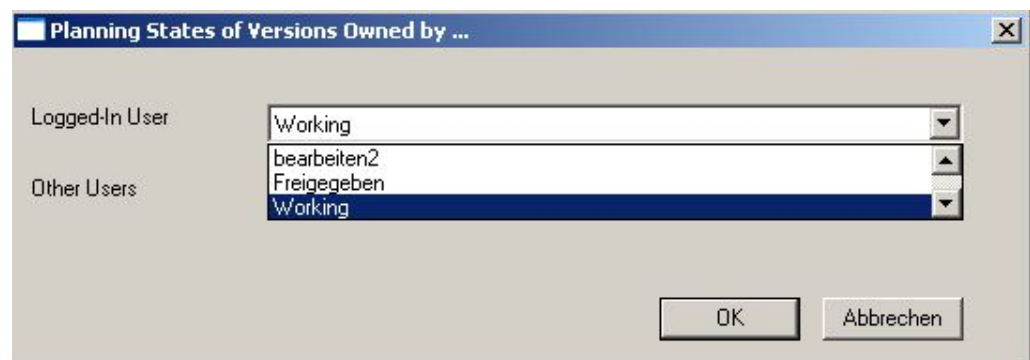 Planning States of Versions Owned by ...
Logged-In User
Working
bearbeiten2
Freigegeben
Working
Other Users
OK
Abbrechen